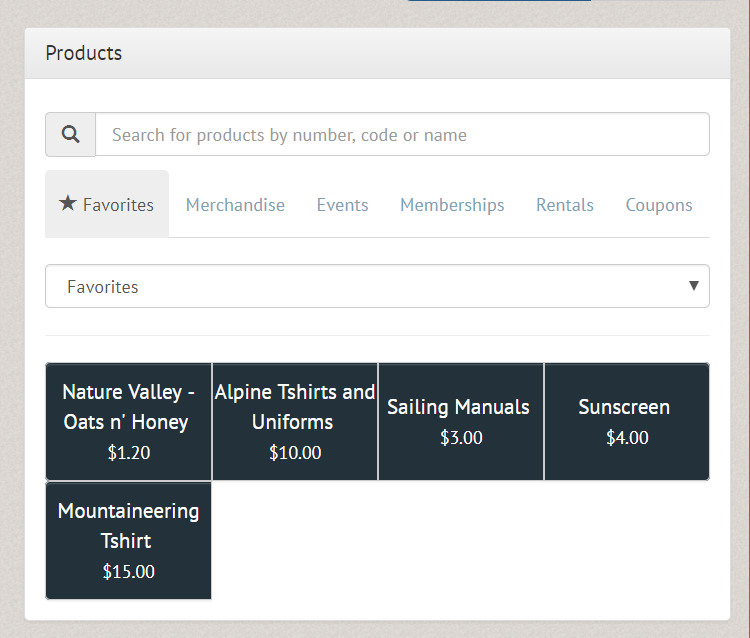 Products
Search for products by number, code or name
★ Favorites Merchandise Events Memberships Rentals Coupons
Favorites
Nature Valley -
Oats n' Honey
$1.20
Alpine Tshirts and
Uniforms
$10.00
Sailing Manuals
$3.00
Sunscreen
$4.00
Mountaineering
Tshirt
$15.00